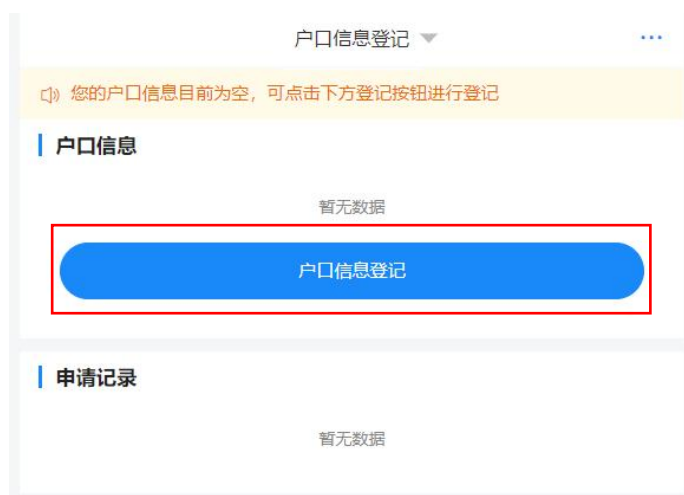 户口信息登记
您的户口信息目前为空，可点击下方登记按钮进行登记
户口信息
暂无数据
户口信息登记
申请记录
暂无数据